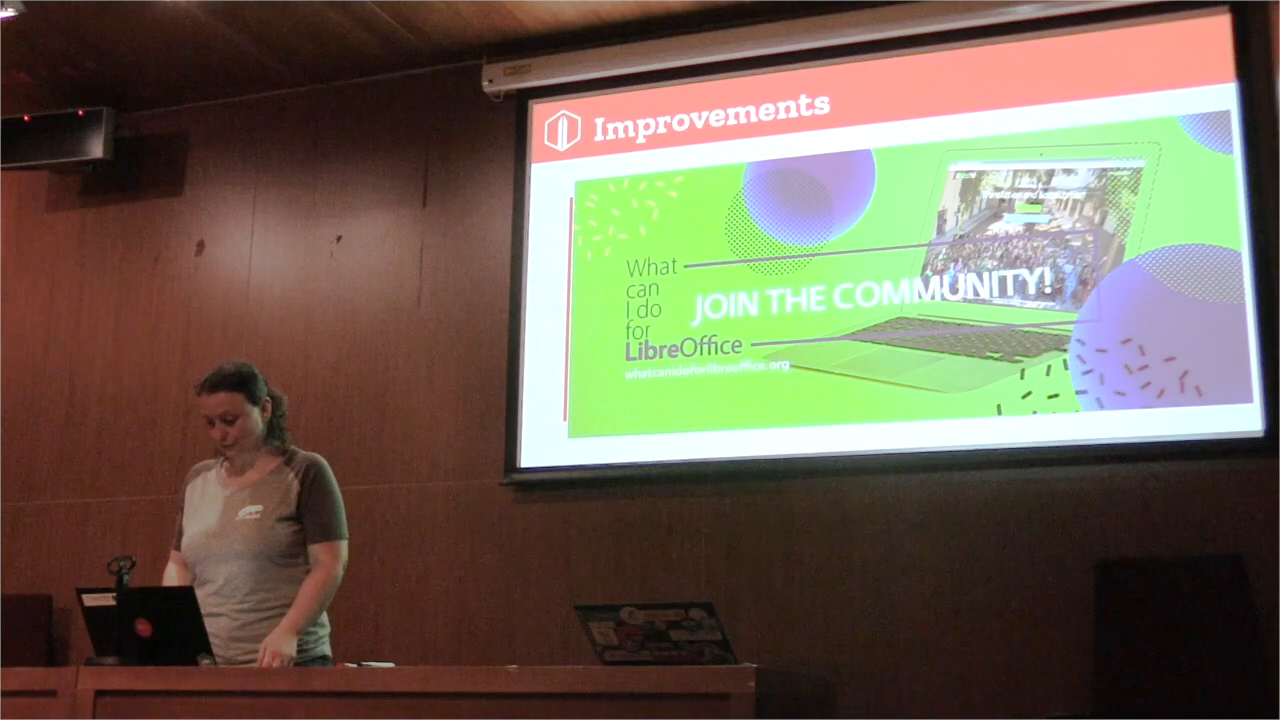 Improvements
What
can
I do
for
LibreOffice
JOIN THE COMMUNITY!
whatcanidoforlibreoffice.org